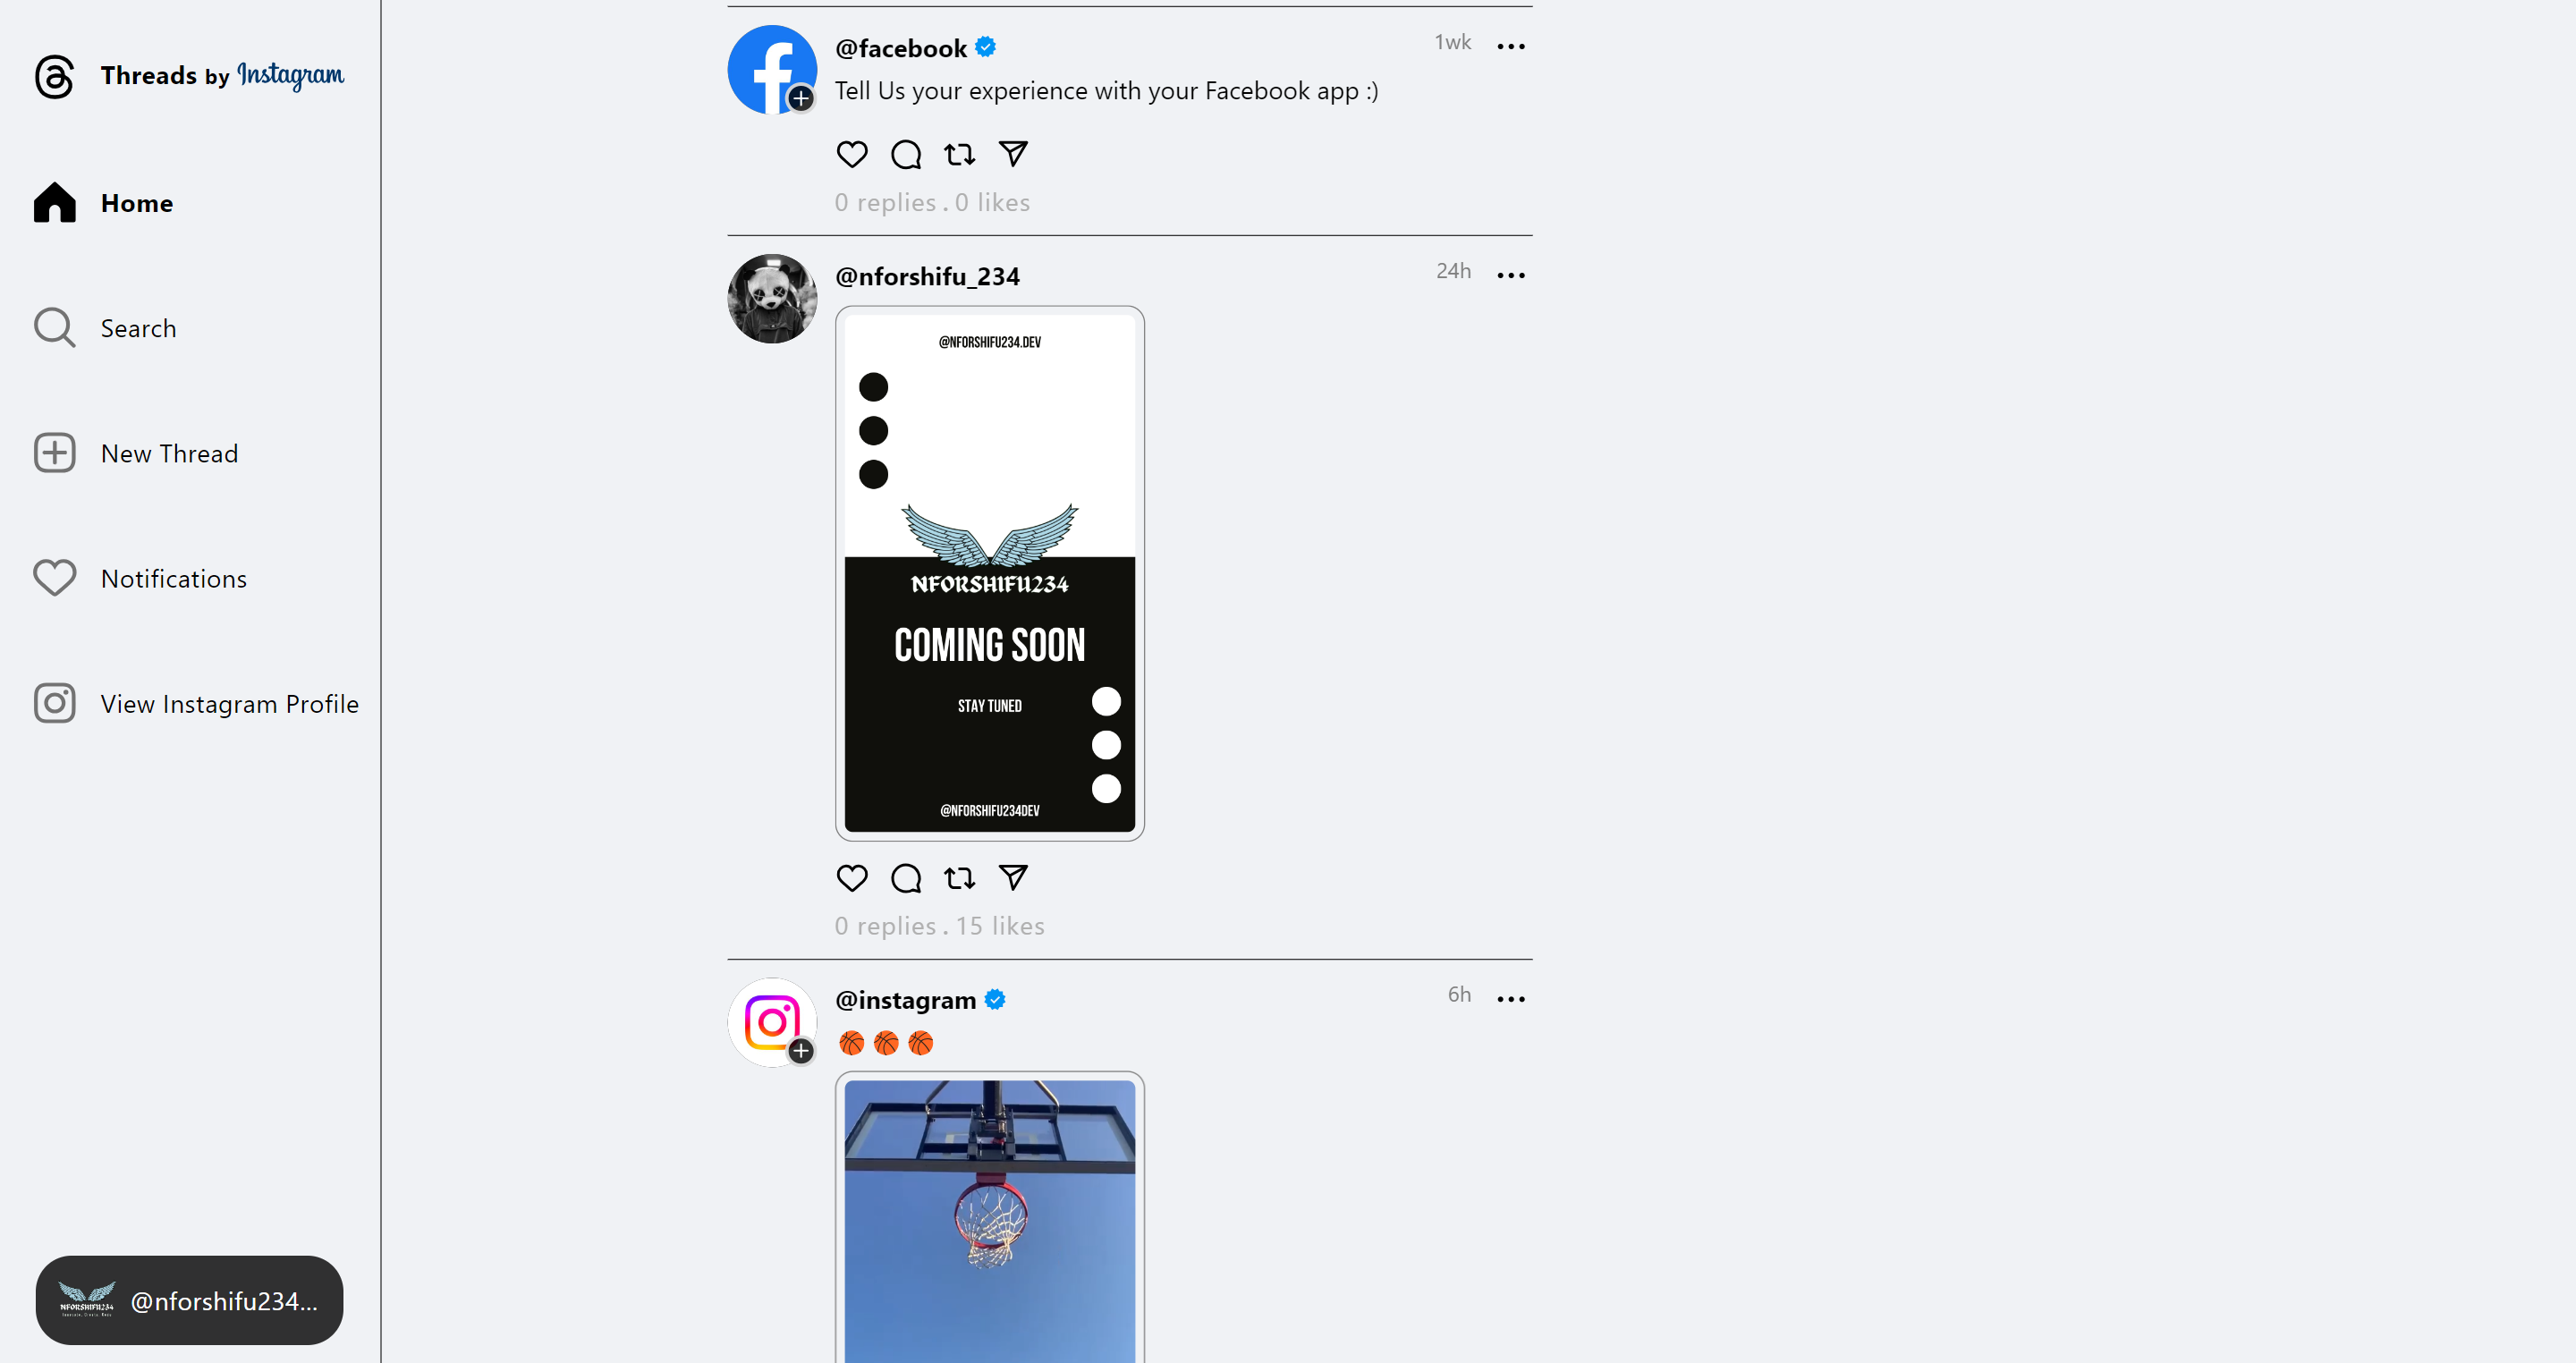 Threads by Instagram
Home
Search
New Thread
Notifications
View Instagram Profile
NFORSHIFU234
@nforshifu234...
@facebook
1wk
Tell Us your experience with your Facebook app :)
0 replies . 0 likes
@nforshifu_234
24h
@NFORSHIFU234.DEV
NFORSHIFU234
COMING SOON
STAY TUNED
@NFORSHIFU234DEV
0 replies . 15 likes
@instagram
6h